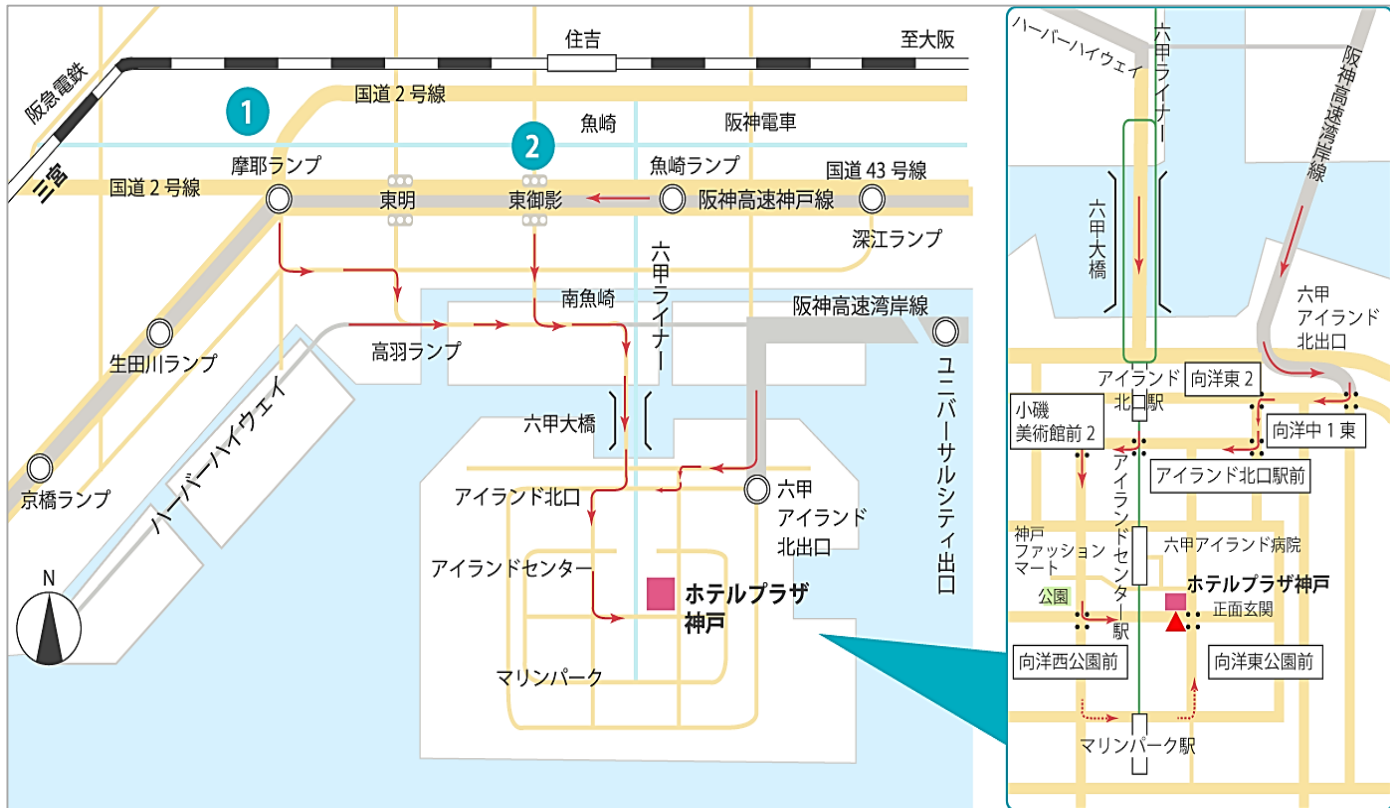 住吉
至大阪
阪急電鉄
国道2号線
1
魚崎
阪神電車
2
三宮
国道2号線
摩耶ランプ
魚崎ランプ
国道43号線
東明
東御影
阪神高速神戸線
深江ランプ
六甲ライナー
南魚崎
阪神高速湾岸線
生田川ランプ
高羽ランプ
ユニバーサルシティ出口
ハーバーハイウェイ
六甲大橋
京橋ランプ
アイランド北口
六甲
アイランド
北出口
アイランドセンター
N
ホテルプラザ
神戸
マリンパーク
ハーバーハイウェイ
六甲ライナー
阪神高速湾岸線
六甲大橋
六甲
アイランド
北出口
アイランド
北口駅
向洋東2
小磯
美術館前2
向洋中1東
アイランド北口駅前
アイランドセンター駅
神戸
ファッション
マート
六甲アイランド病院
公園
ホテルプラザ神戸
正面玄関
向洋西公園前
向洋東公園前
マリンパーク駅